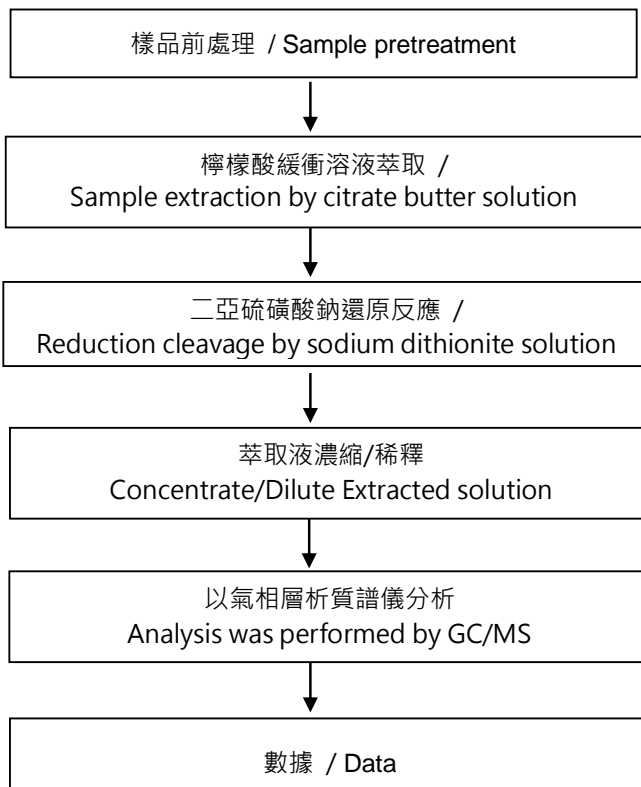 樣品前處理 / Sample pretreatment
檸檬酸緩衝溶液萃取 /
Sample extraction by citrate butter solution
二亞硫磺酸鈉還原反應 /
Reduction cleavage by sodium dithionite solution
萃取液濃縮/稀釋
Concentrate/Dilute Extracted solution
以氣相層析質譜儀分析
Analysis was performed by GC/MS
數據 / Data